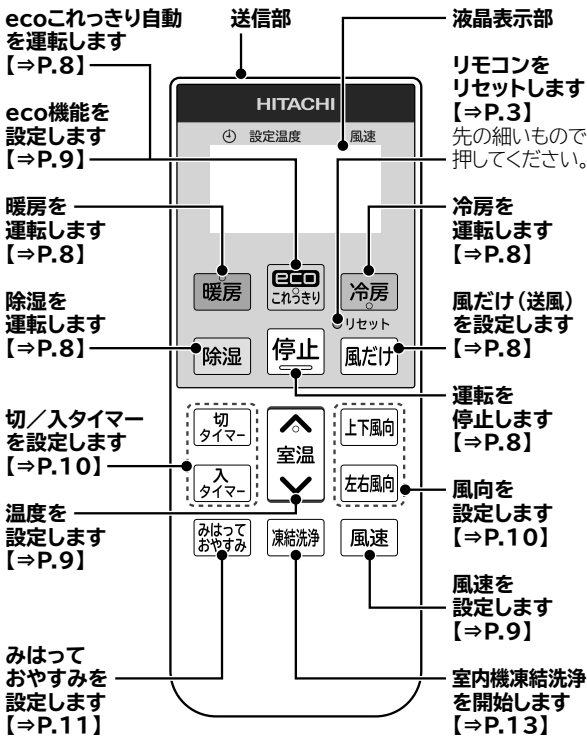 ecoこれっきり自動
を運転します
【⇒P.8】
eco機能を
設定します
【⇒P.9】
暖房を
運転します
【⇒P.8】
除湿を
運転します
【⇒P.8】
切／入タイマー
を設定します
【⇒P.10】
温度を
設定します
【⇒P.9】
みはって
おやすみを
設定します
【⇒P.11】
送信部
HITACHI
設定温度 風速
暖房
eco
これっきり
冷房
リセット
除湿
停止
風だけ
切
タイマー
室温
上下風向
入
タイマー
左右風向
みはって
おやすみ
凍結洗浄
風速
液晶表示部
リモコンを
リセットします
【⇒P.3】
先の細いもので
押してください。
冷房を
運転します
【⇒P.8】
風だけ（送風）
を設定します
【⇒P.8】
運転を
停止します
【⇒P.8】
風向を
設定します
【⇒P.10】
風速を
設定します
【⇒P.9】
室内機凍結洗浄
を開始します
【⇒P.13】